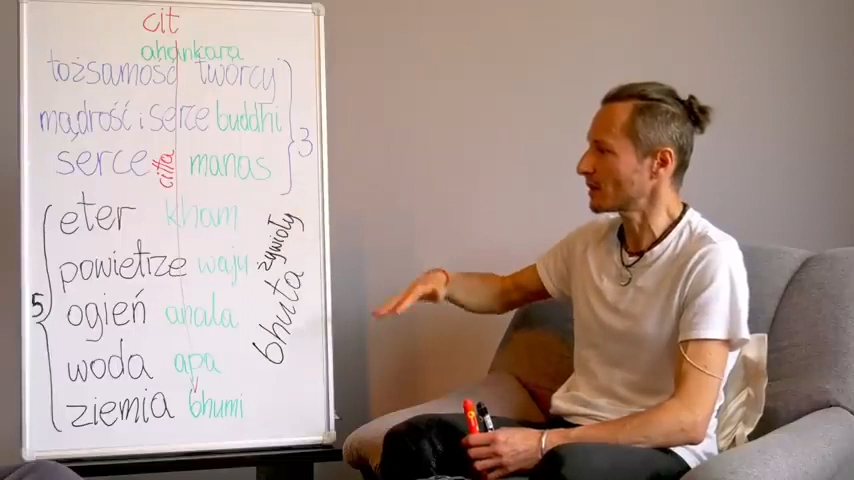 cit
ahankara
tożsamość twórcy
mądrość i serce buddhi
serce citta manas
3
eter kham
powietrze waju
ogień anala
woda apa
ziemia bhumi
5
żywioły
bhuta